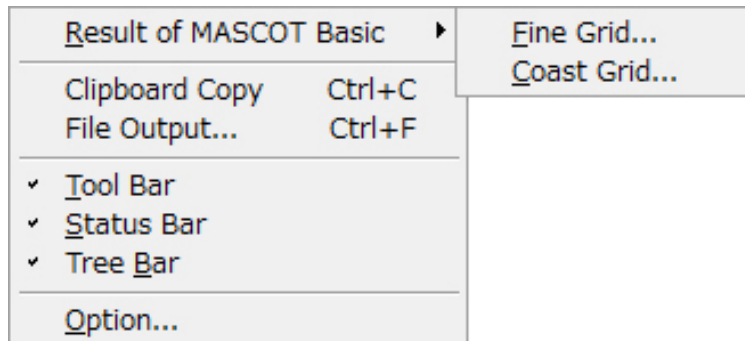 Result of MASCOT Basic
Fine Grid...
Coast Grid...
Clipboard Copy Ctrl+C
File Output... Ctrl+F
Tool Bar
Status Bar
Tree Bar
Option...